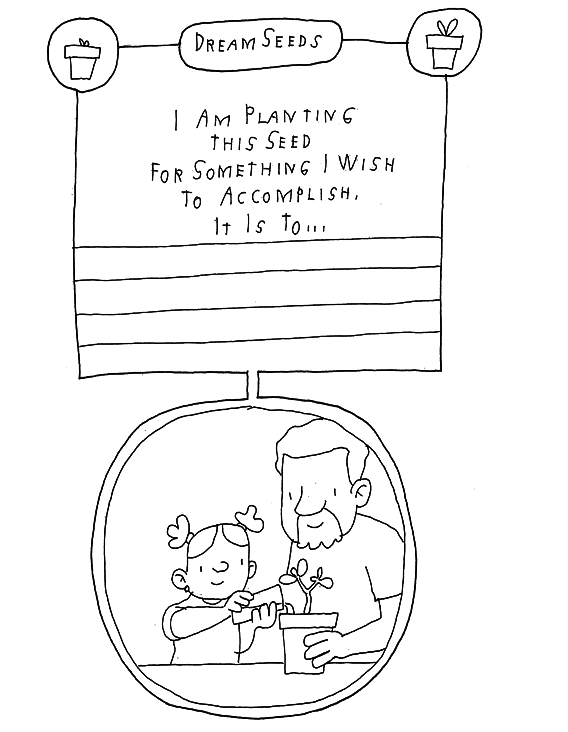 DREAM SEEDS
I AM PLANTING
THIS SEED
FOR SOMETHING I WISH
TO ACCOMPLISH.
IT IS TO...